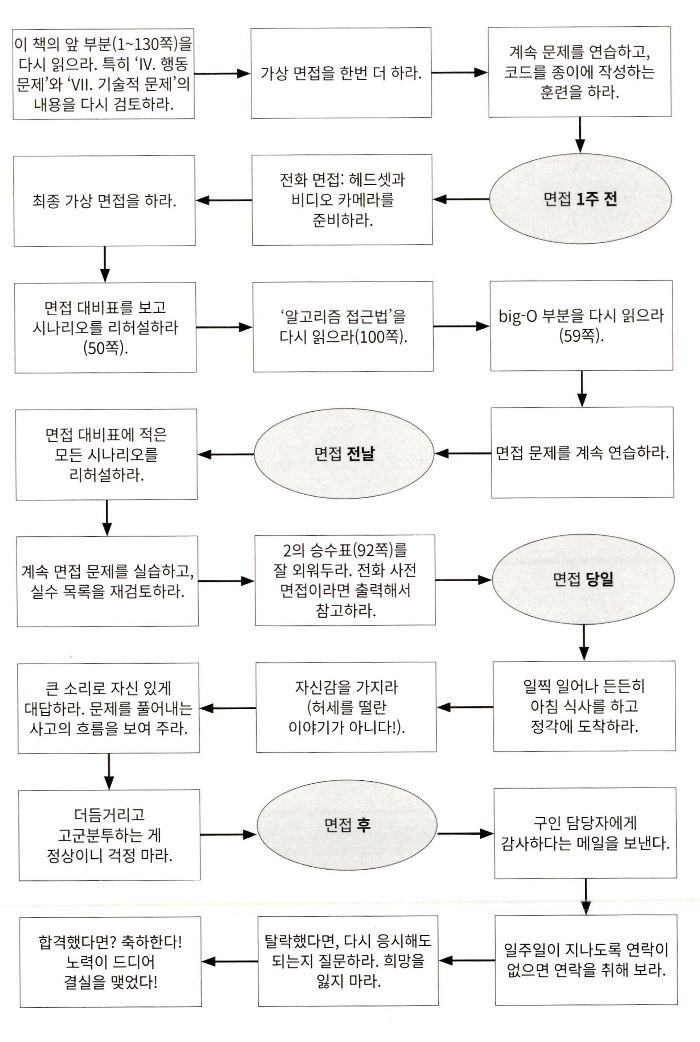 이 책의 앞 부분(1~130쪽)을
다시 읽으라. 특히 ‘IV. 행동
문제’와 ‘VII. 기술적 문제’의
내용을 다시 검토하라.
가상 면접을 한번 더 하라.
계속 문제를 연습하고,
코드를 종이에 작성하는
훈련을 하라.
면접 1주 전
전화 면접: 헤드셋과
비디오 카메라를
준비하라.
최종 가상 면접을 하라.
면접 대비표를 보고
시나리오를 리허설하라
(50쪽).
‘알고리즘 접근법’을
다시 읽으라(100쪽).
big-O 부분을 다시 읽으라
(59쪽).
면접 문제를 계속 연습하라.
면접 전날
면접 대비표에 적은
모든 시나리오를
리허설하라.
계속 면접 문제를 실습하고,
실수 목록을 재검토하라.
2의 승수표(92쪽)를
잘 외워두라. 전화 사전
면접이라면 출력해서
참고하라.
면접 당일
일찍 일어나 든든히
아침 식사를 하고
정각에 도착하라.
자신감을 가지라
(허세를 떨란
이야기가 아니다!).
큰 소리로 자신 있게
대답하라. 문제를 풀어내는
사고의 흐름을 보여 주라.
더듬거리고
고군분투하는 게
정상이니 걱정 마라.
면접 후
구인 담당자에게
감사하다는 메일을 보낸다.
일주일이 지나도록 연락이
없으면 연락을 취해 보라.
탈락했다면, 다시 응시해도
되는지 질문하라. 희망을
잃지 마라.
합격했다면? 축하한다!
노력이 드디어
결실을 맺었다!